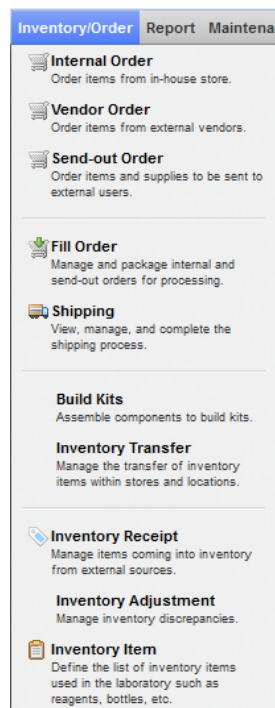 Inventory/Order Report Maintena
Internal Order
Order items from in-house store.
Vendor Order
Order items from external vendors.
Send-out Order
Order items and supplies to be sent to
external users.
Fill Order
Manage and package internal and
send-out orders for processing.
Shipping
View, manage, and complete the
shipping process.
Build Kits
Assemble components to build kits.
Inventory Transfer
Manage the transfer of inventory
items within stores and locations.
Inventory Receipt
Manage items coming into inventory
from external sources.
Inventory Adjustment
Manage inventory discrepancies.
Inventory Item
Define the list of inventory items
used in the laboratory such as
reagents, bottles, etc.